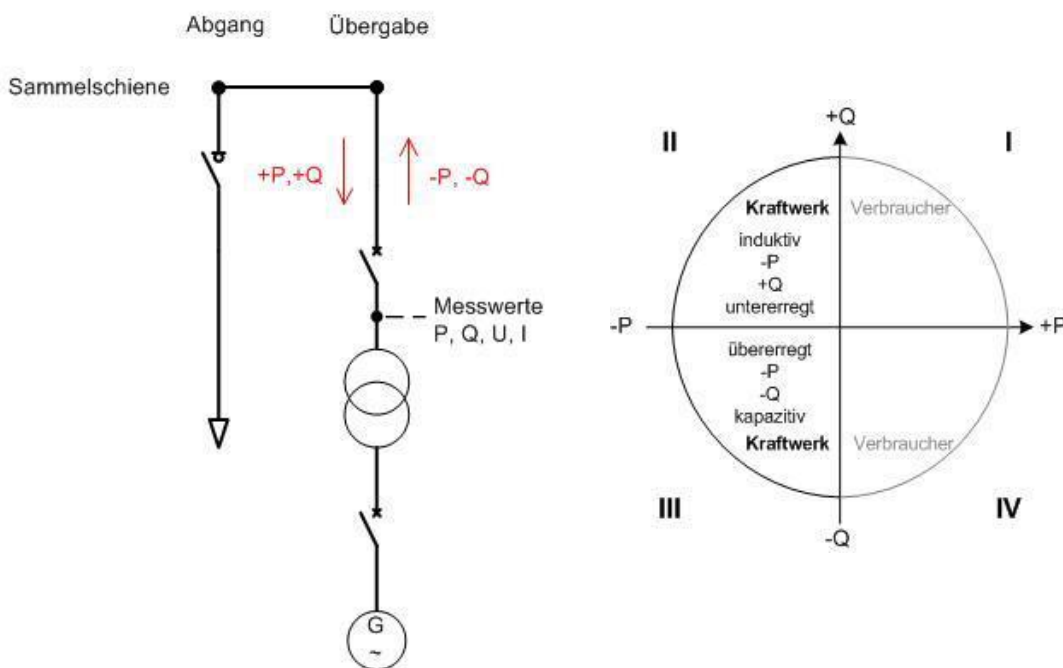 Abgang
Übergabe
Sammelschiene
+P,+Q
-P, -Q
Messwerte
P, Q, U, I
G
~
+Q
II
I
Kraftwerk
Verbraucher
induktiv
-P
+Q
untererregt
-P
+P
übererregt
-P
-Q
kapazitiv
Kraftwerk
Verbraucher
III
IV
-Q